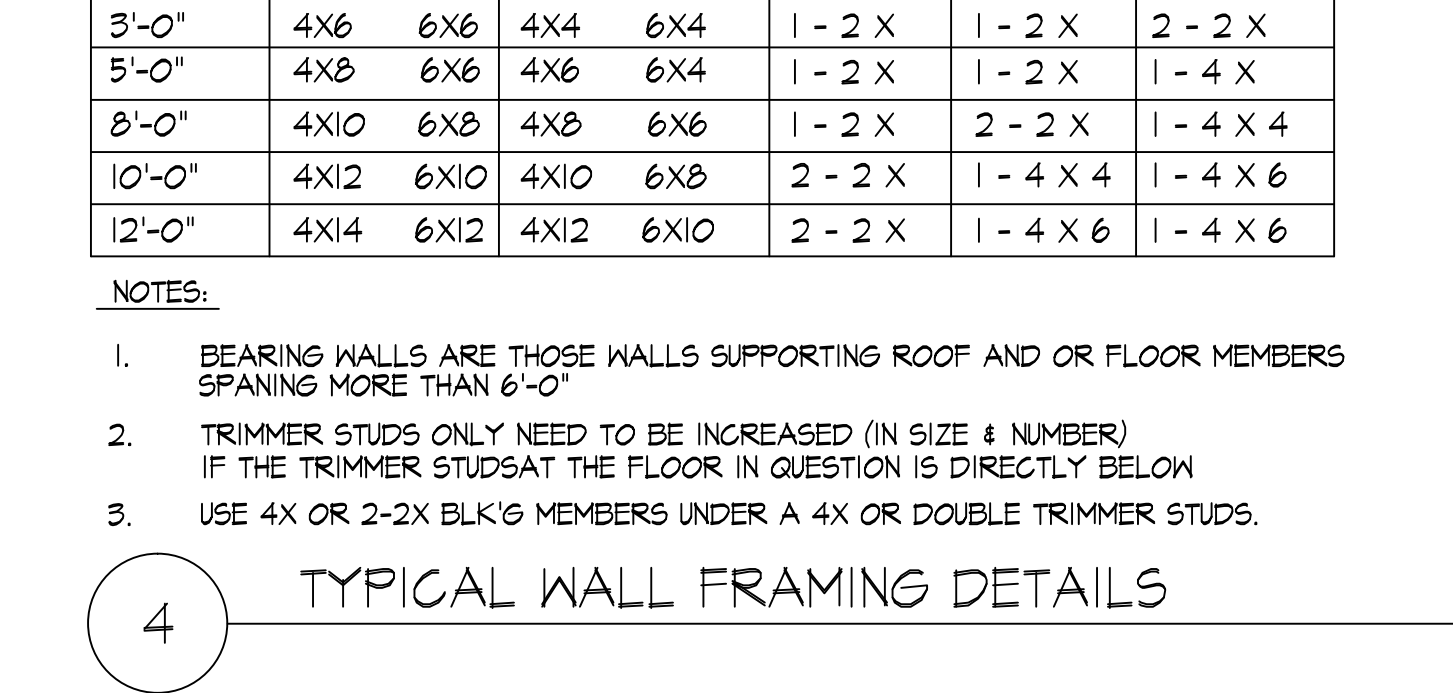 3'-0" 4X6 6X6 4X4 6X4 1 - 2 X 1 - 2 X 2 - 2 X
5'-0" 4X8 6X6 4X6 6X4 1 - 2 X 1 - 2 X 1 - 4 X
8'-0" 4X10 6X8 4X8 6X6 1 - 2 X 2 - 2 X 1 - 4 X 4
10'-0" 4X12 6X10 4X10 6X8 2 - 2 X 1 - 4 X 4 1 - 4 X 6
12'-0" 4X14 6X12 4X12 6X10 2 - 2 X 1 - 4 X 6 1 - 4 X 6
NOTES:
1. BEARING WALLS ARE THOSE WALLS SUPPORTING ROOF AND OR FLOOR MEMBERS
SPANING MORE THAN 6'-0"
2. TRIMMER STUDS ONLY NEED TO BE INCREASED (IN SIZE & NUMBER)
IF THE TRIMMER STUDSAT THE FLOOR IN QUESTION IS DIRECTLY BELOW
3. USE 4X OR 2-2X BLK'G MEMBERS UNDER A 4X OR DOUBLE TRIMMER STUDS.
4 TYPICAL WALL FRAMING DETAILS